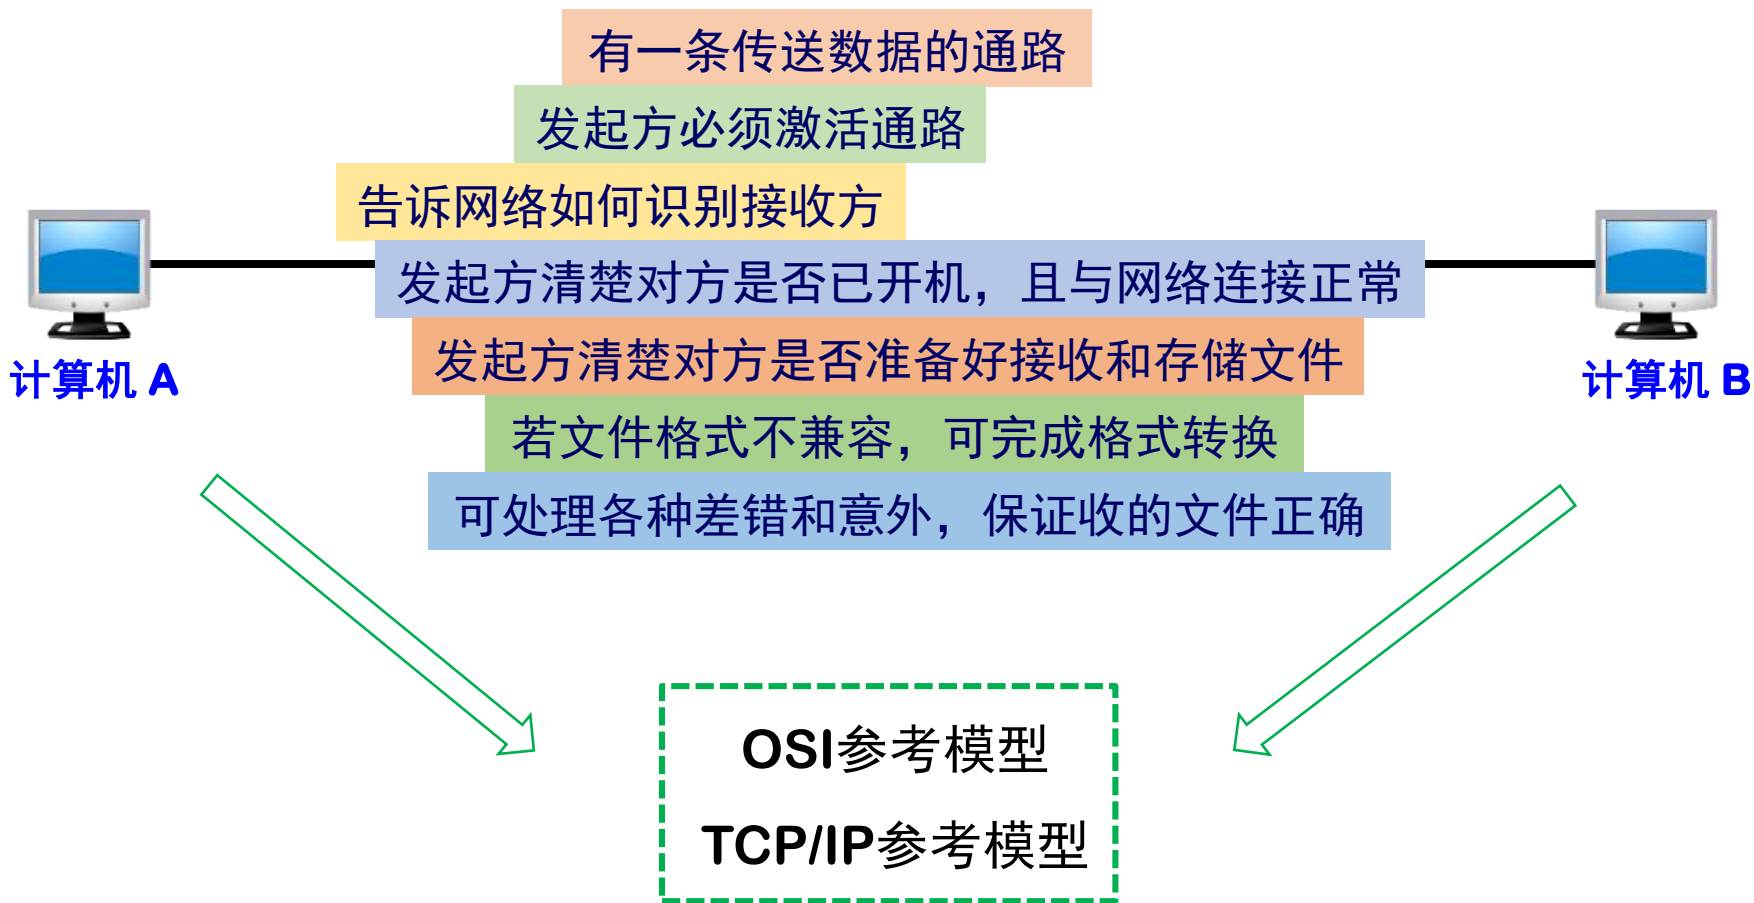 有一条传送数据的通路
发起方必须激活通路
告诉网络如何识别接收方
发起方清楚对方是否已开机，且与网络连接正常
发起方清楚对方是否准备好接收和存储文件
计算机 A
计算机 B
若文件格式不兼容，可完成格式转换
可处理各种差错和意外，保证收的文件正确
OSI参考模型
TCP/IP参考模型